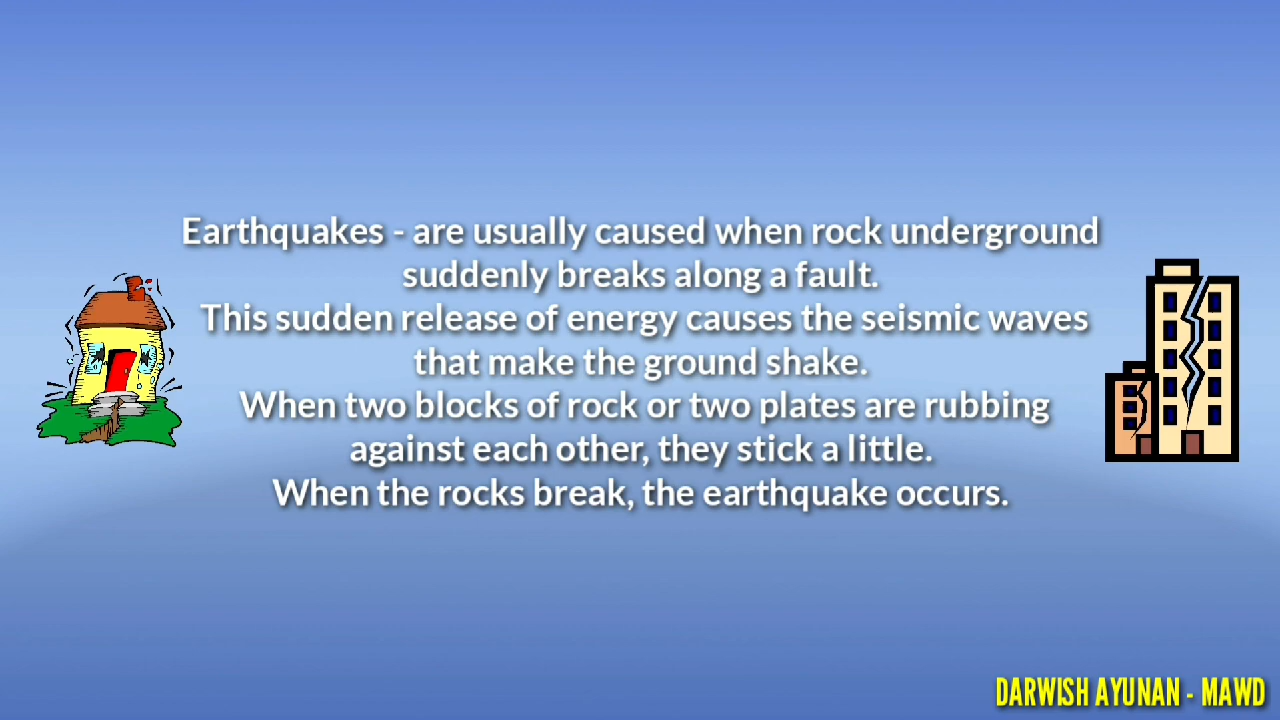 Earthquakes - are usually caused when rock underground
suddenly breaks along a fault.
This sudden release of energy causes the seismic waves
that make the ground shake.
When two blocks of rock or two plates are rubbing
against each other, they stick a little.
When the rocks break, the earthquake occurs.
DARWISH AYUNAN - MAWD